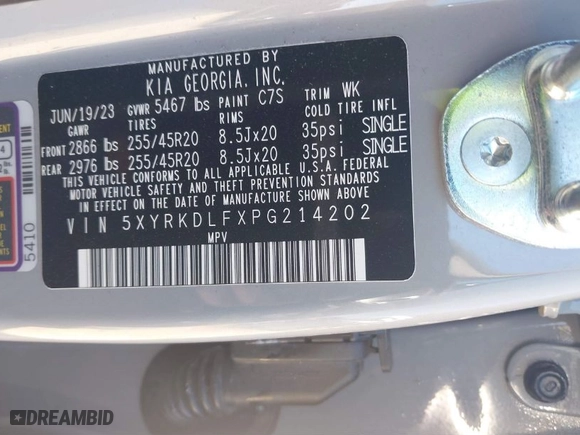 MANUFACTURED BY
KIA GEORGIA, INC.
JUN/19/23 GVWR 5467 lbs PAINT C7S TRIM WK
GAWR TIRES RIMS COLD TIRE INFL
FRONT 2866 lbs 255/45R20 8.5Jx20 35psi SINGLE
REAR 2976 lbs 255/45R20 8.5Jx20 35psi SINGLE
THIS VEHICLE CONFORMS TO ALL APPLICABLE U.S.A. FEDERAL
MOTOR VEHICLE SAFETY, BUMPER, AND THEFT PREVENTION STANDARDS
IN EFFECT ON THE DATE OF MANUFACTURE SHOWN ABOVE
VIN 5XYRKDLFXPG214202
MPV
5410
DREAMBID